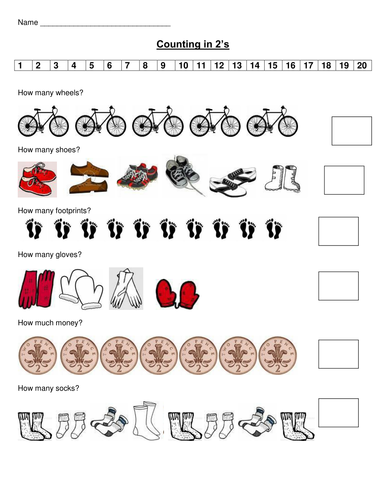 Name ________________________________
Counting in 2's
1 2 3 4 5 6 7 8 9 10 11 12 13 14 15 16 17 18 19 20
How many wheels?
How many shoes?
How many footprints?
How many gloves?
How much money?
2 2 2 2 2 2 2
How many socks?